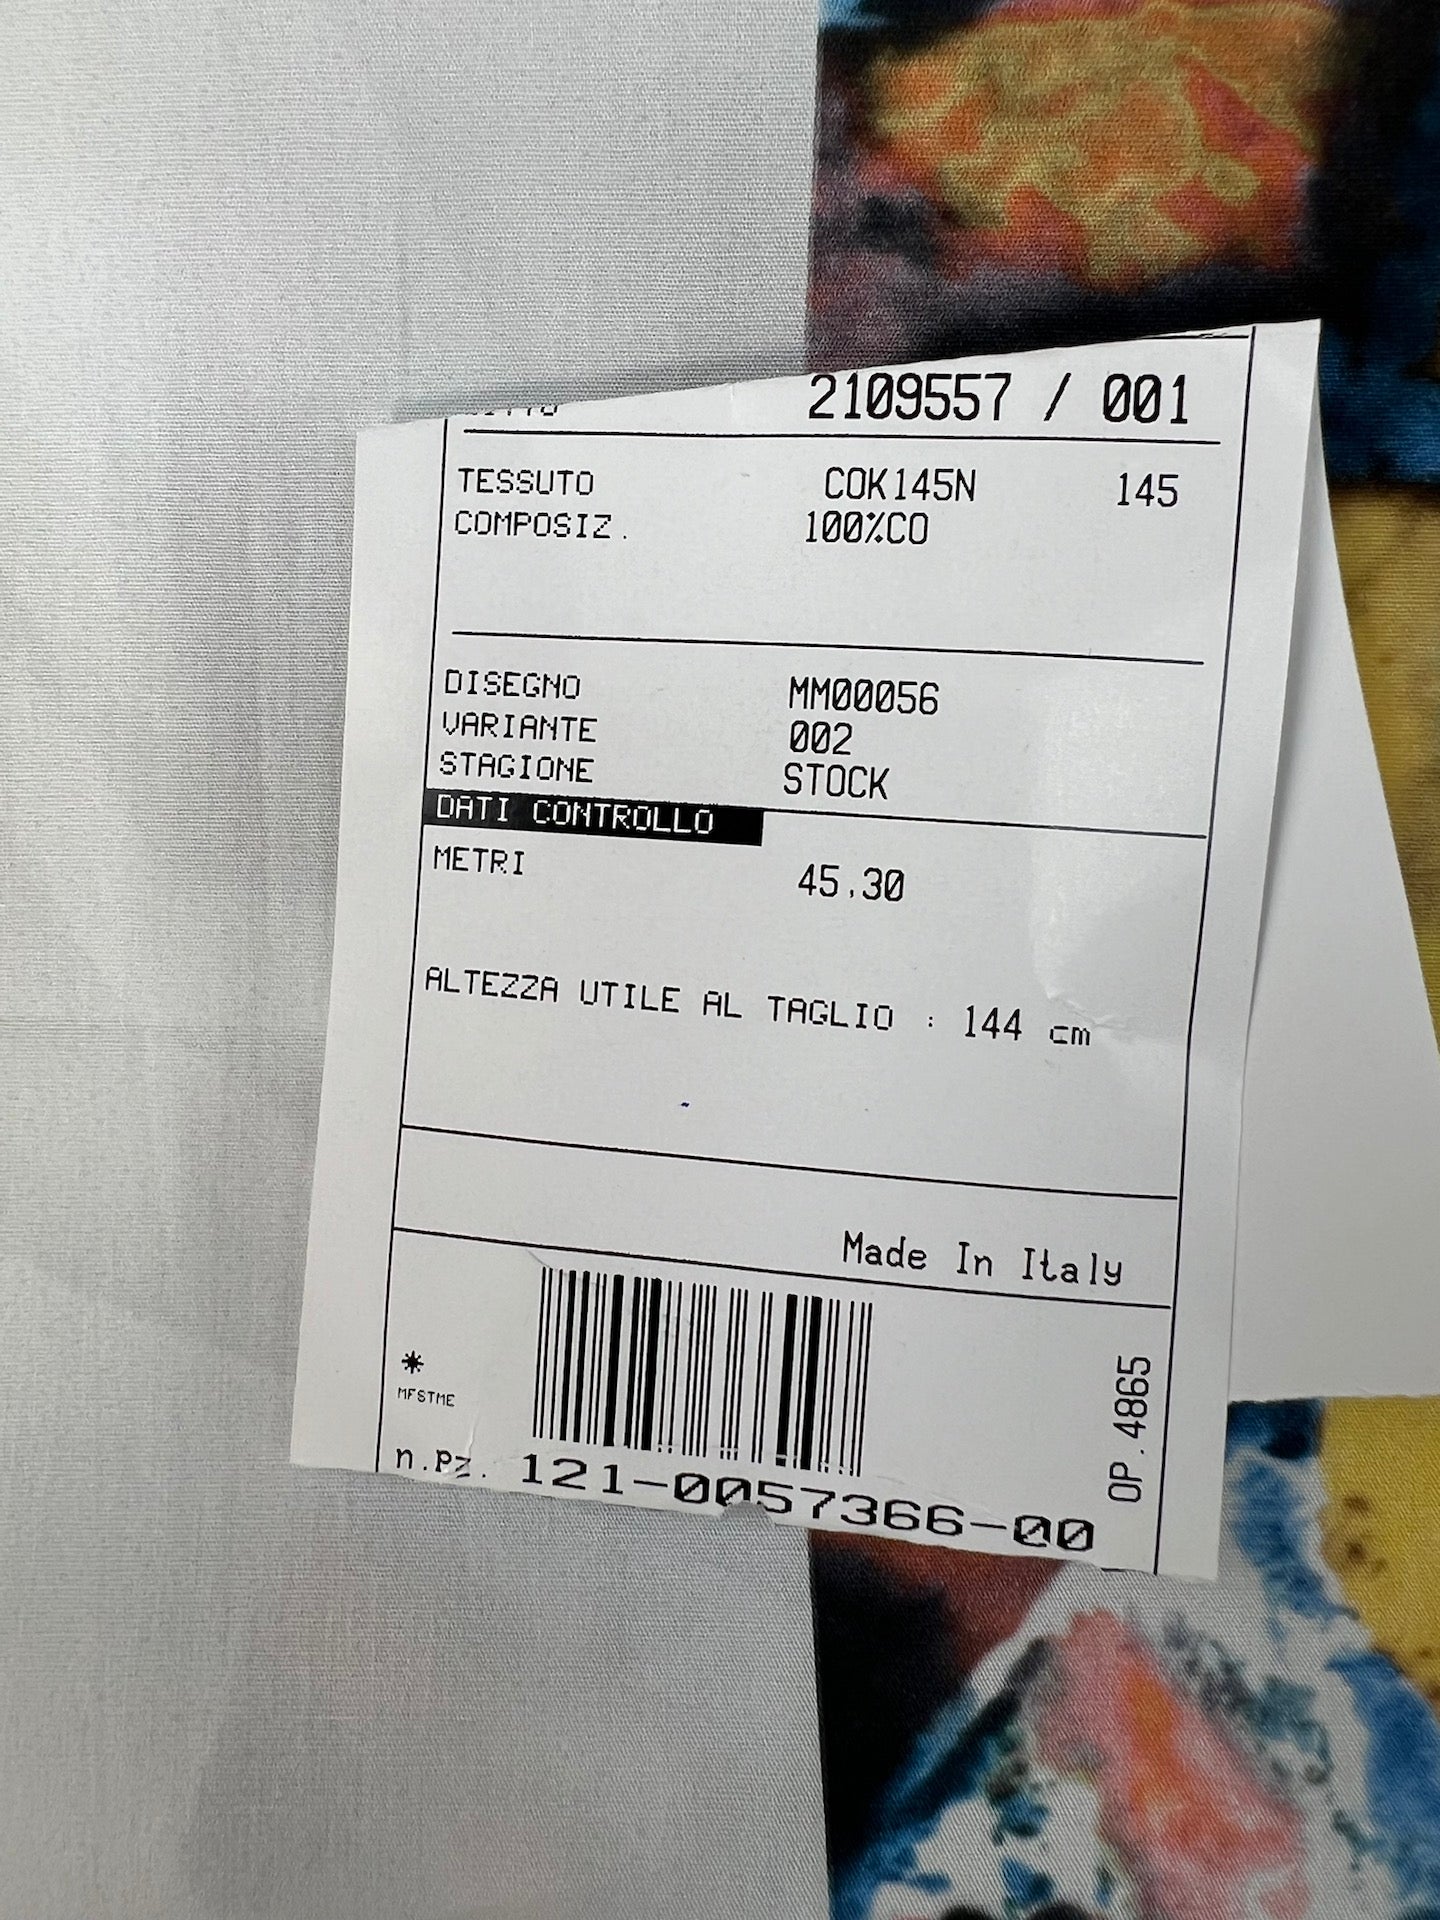 2109557 / 001
TESSUTO COK145N 145
COMPOSIZ. 100%CO
DISEGNO MM00056
VARIANTE 002
STAGIONE STOCK
DATI CONTROLLO
METRI 45.30
ALTEZZA UTILE AL TAGLIO : 144 cm
Made In Italy
MFSTME
OP.4865
n.Pz. 121-0057366-00